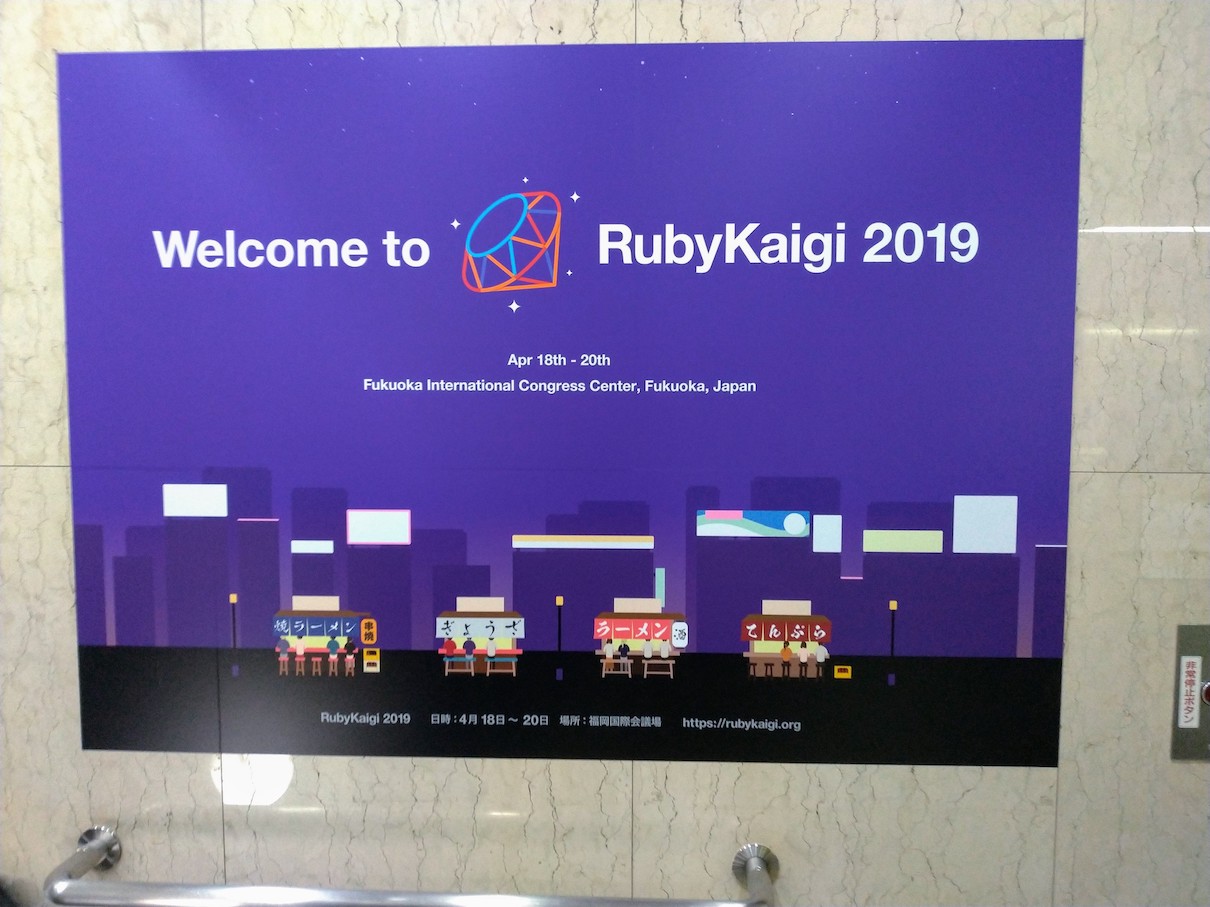 Welcome to RubyKaigi 2019
Apr 18th - 20th
Fukuoka International Congress Center, Fukuoka, Japan
焼ラーメン
串焼
ぎょうざ
ラーメン
酒
てんぷら
RubyKaigi 2019 日時：4月18日〜 20日 場所：福岡国際会議場 https://rubykaigi.org
非常停止ボタン